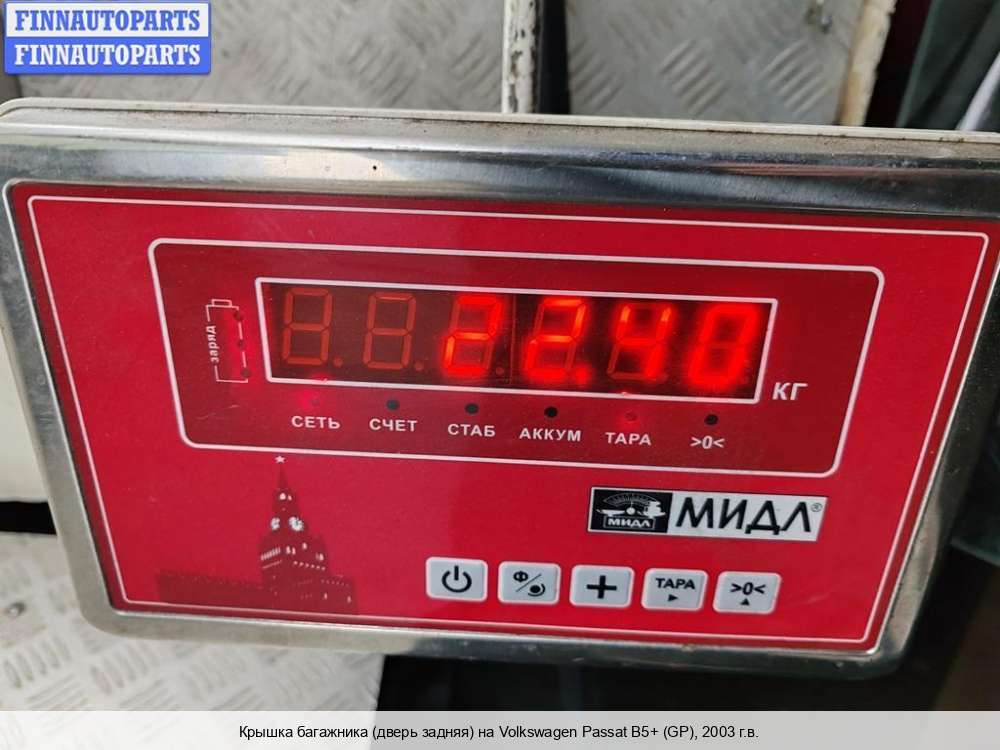 FINNAUTOPARTS
FINNAUTOPARTS
заряд
22.40
КГ
СЕТЬ СЧЕТ СТАБ АККУМ ТАРА >0<
МИДЛ МИДЛ®
Ф ТАРА >0<
Крышка багажника (дверь задняя) на Volkswagen Passat B5+ (GP), 2003 г.в.